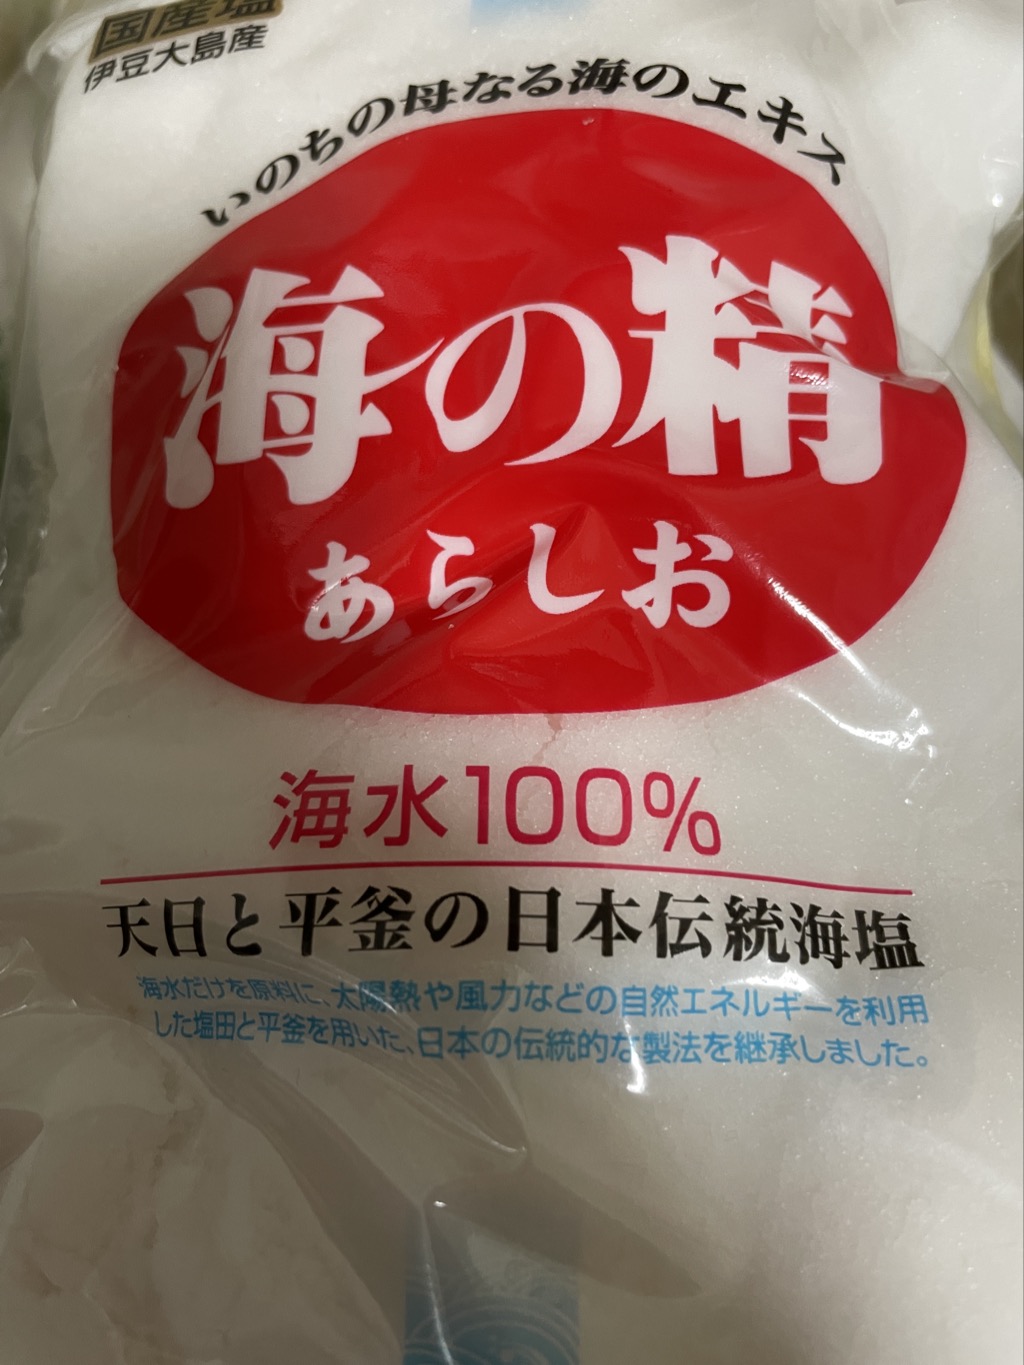 国産塩
伊豆大島産
いのちの母なる海のエキス
海の精
あらしお
海水100%
天日と平釜の日本伝統海塩
海水だけを原料に、太陽熱や風力などの自然エネルギーを利用
した塩田と平釜を用いた、日本の伝統的な製法を継承しました。